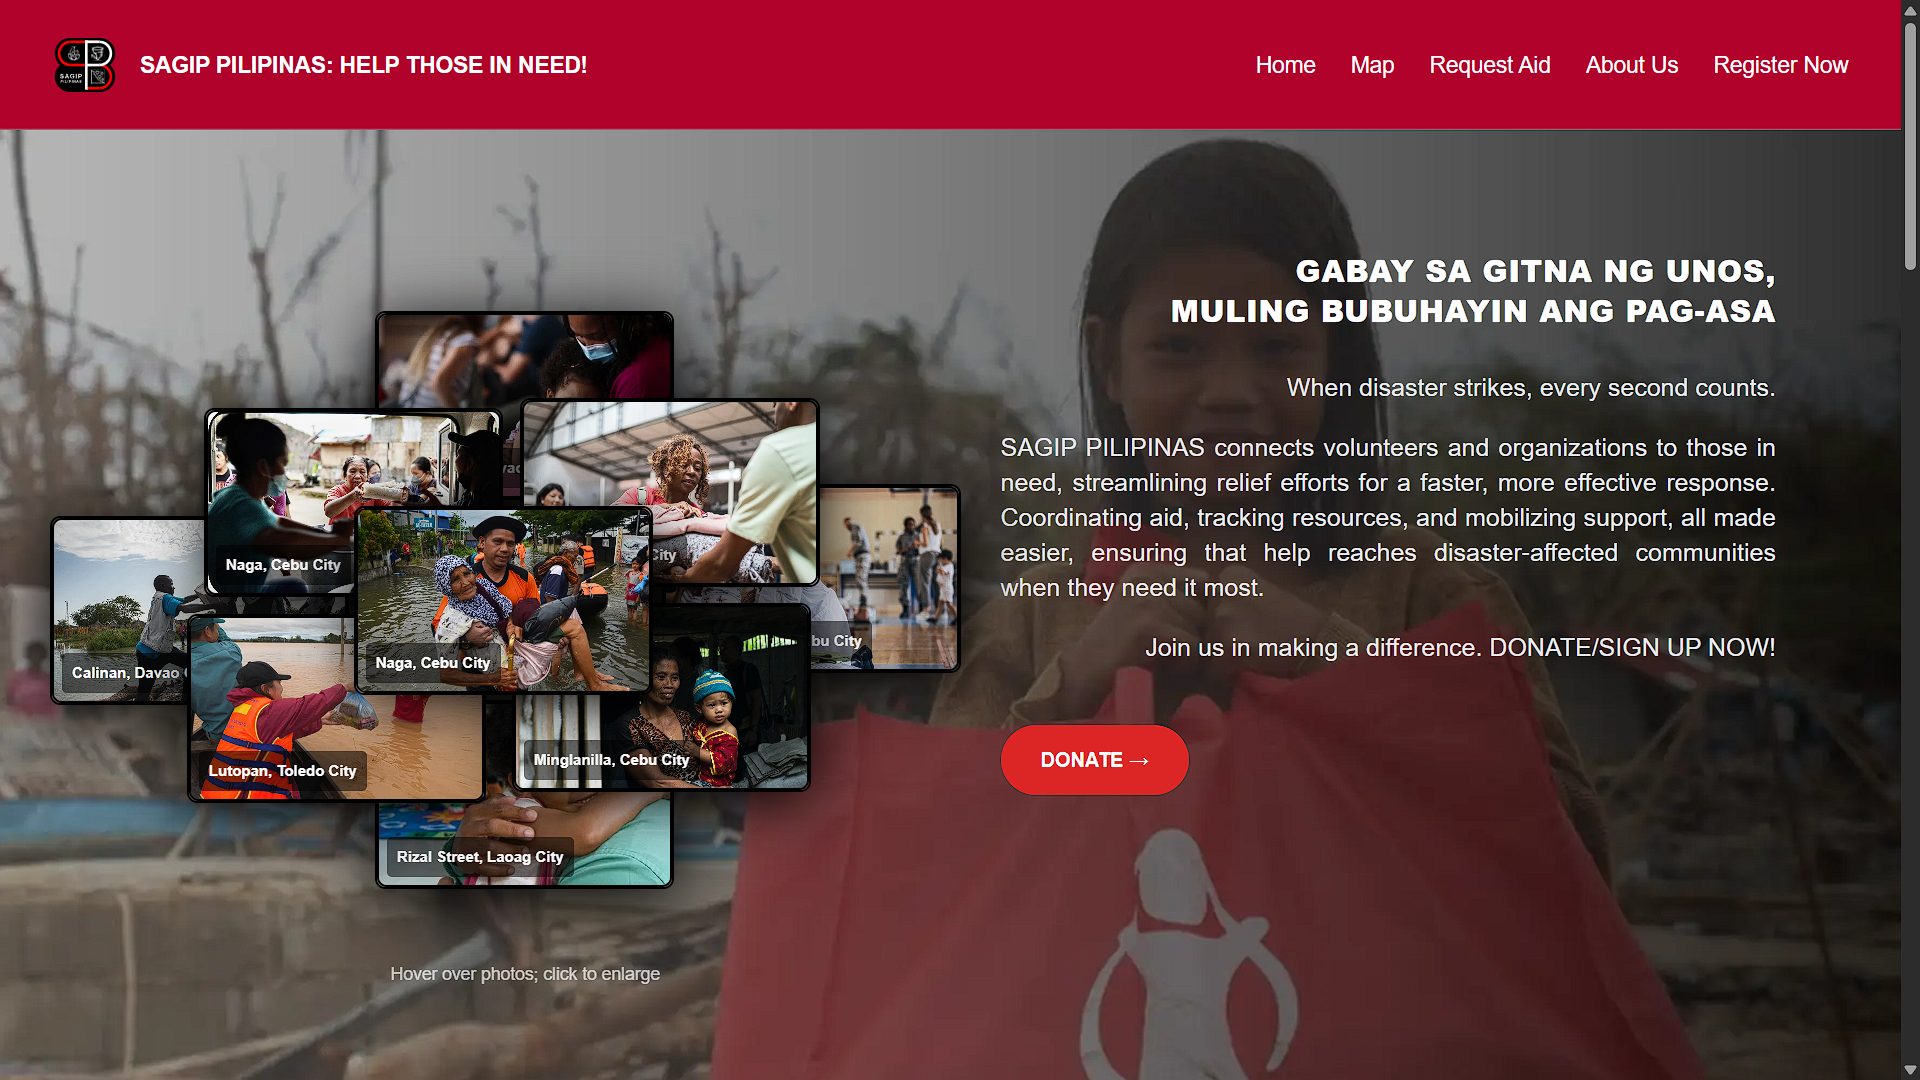 SAGIP
PILIPINAS
SAGIP PILIPINAS: HELP THOSE IN NEED!
Home
Map
Request Aid
About Us
Register Now
GABAY SA GITNA NG UNOS,
MULING BUBUHAYIN ANG PAG-ASA
When disaster strikes, every second counts.
SAGIP PILIPINAS connects volunteers and organizations to those in
need, streamlining relief efforts for a faster, more effective response.
Coordinating aid, tracking resources, and mobilizing support, all made
easier, ensuring that help reaches disaster-affected communities
when they need it most.
Join us in making a difference. DONATE/SIGN UP NOW!
DONATE →
Naga, Cebu City
City
City
Calinan, Davao
Naga, Cebu City
Lutopan, Toledo City
Minglanilla, Cebu City
Rizal Street, Laoag City
Hover over photos; click to enlarge